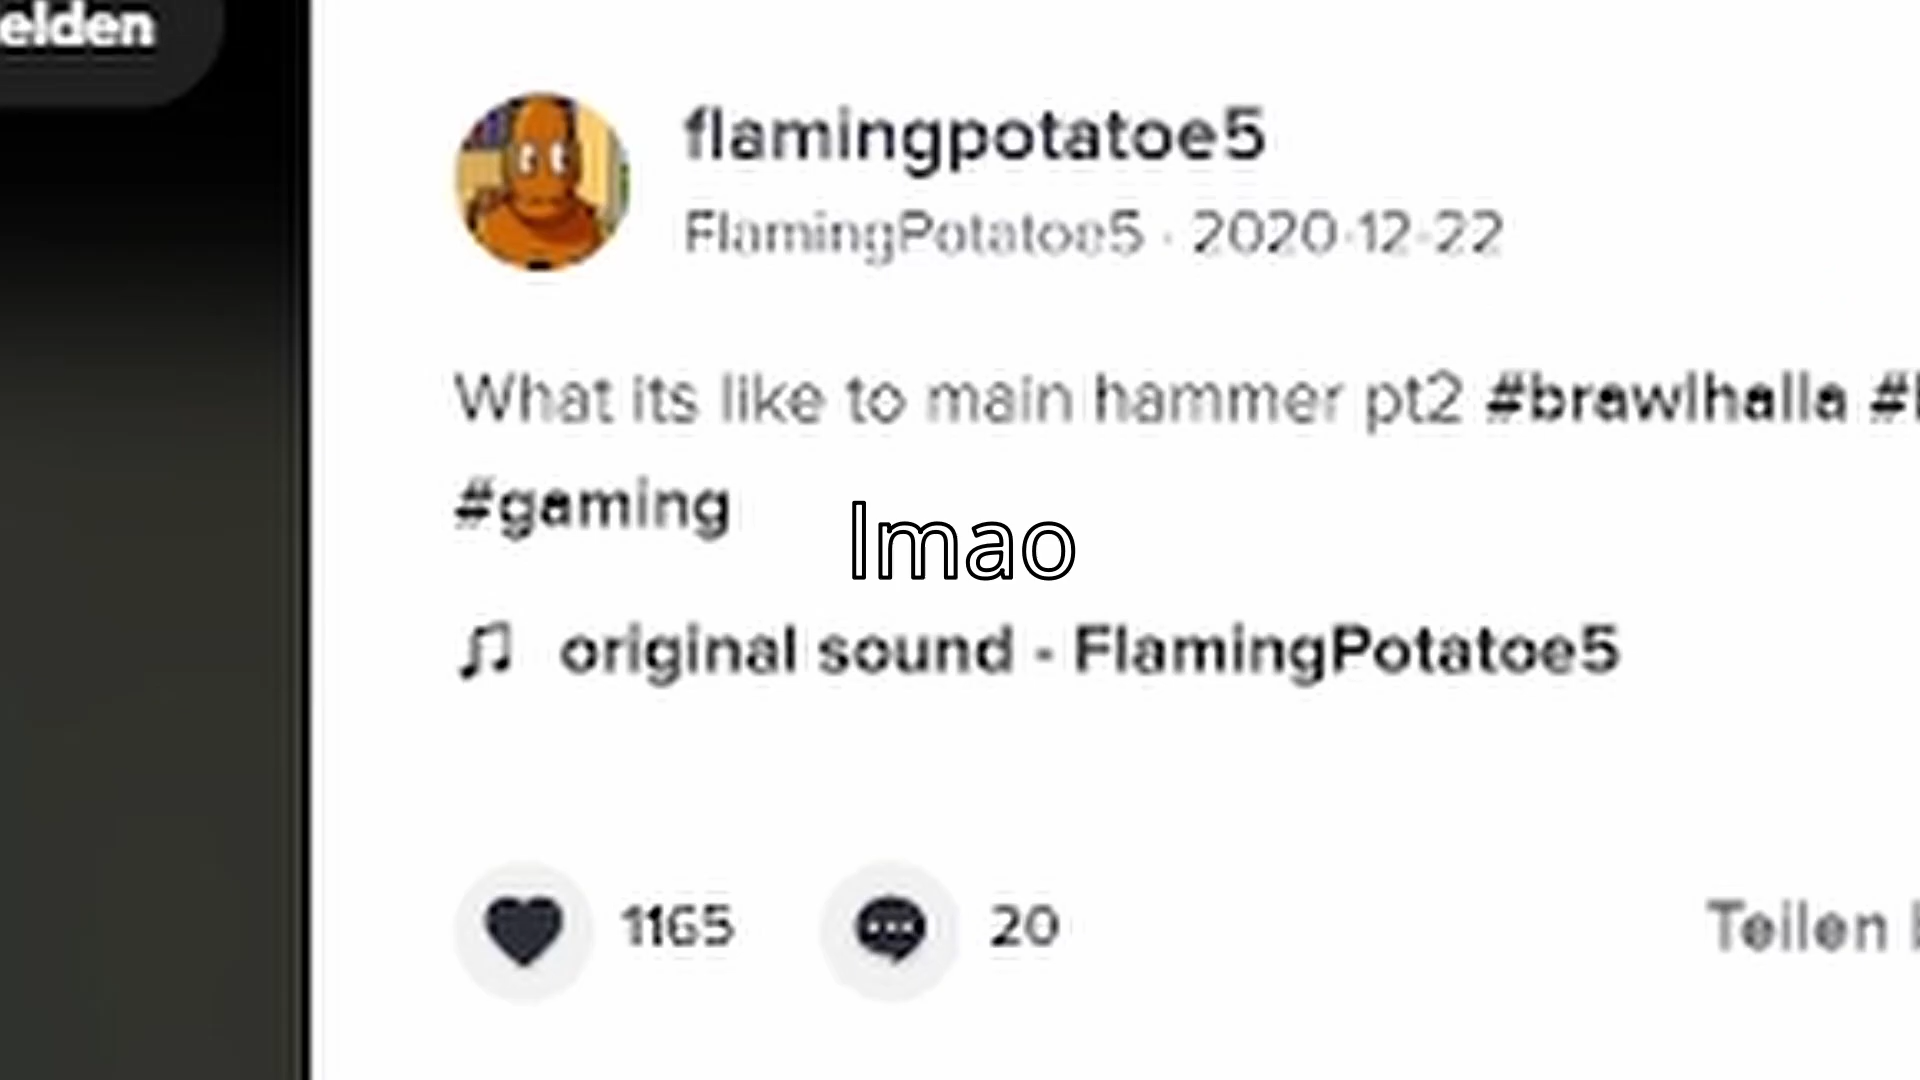 elden
flamingpotatoe5
FlamingPotatoe5 · 2020-12-22
What its like to main hammer pt2 #brawlhalla
#gaming
lmao
♫ original sound - FlamingPotatoe5
1165
20
Teilen